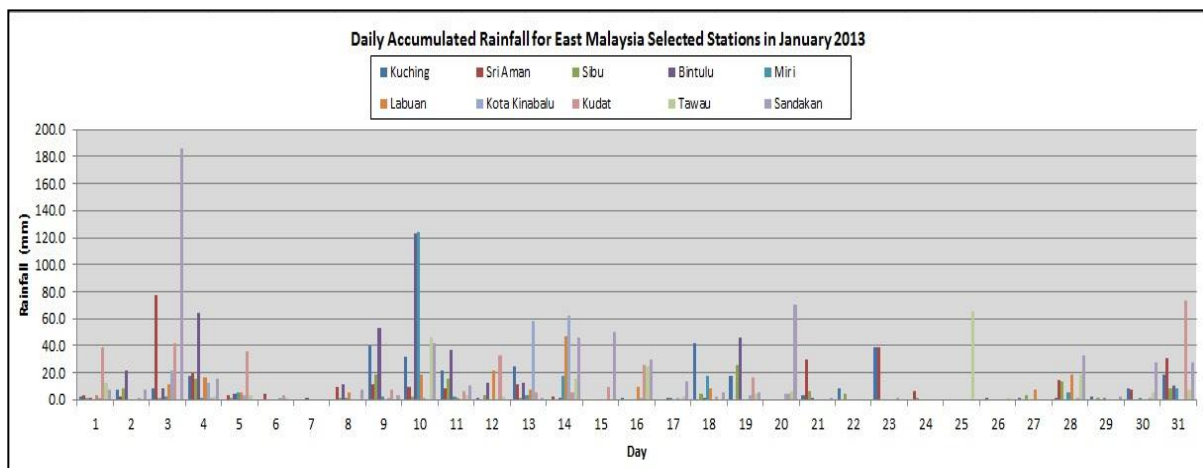 Daily Accumulated Rainfall for East Malaysia Selected Stations in January 2013
Kuching Sri Aman Sibu Bintulu Miri
Labuan Kota Kinabalu Kudat Tawau Sandakan
Rainfall (mm)
200.0
180.0
160.0
140.0
120.0
100.0
80.0
60.0
40.0
20.0
0.0
1 2 3 4 5 6 7 8 9 10 11 12 13 14 15 16 17 18 19 20 21 22 23 24 25 26 27 28 29 30 31
Day